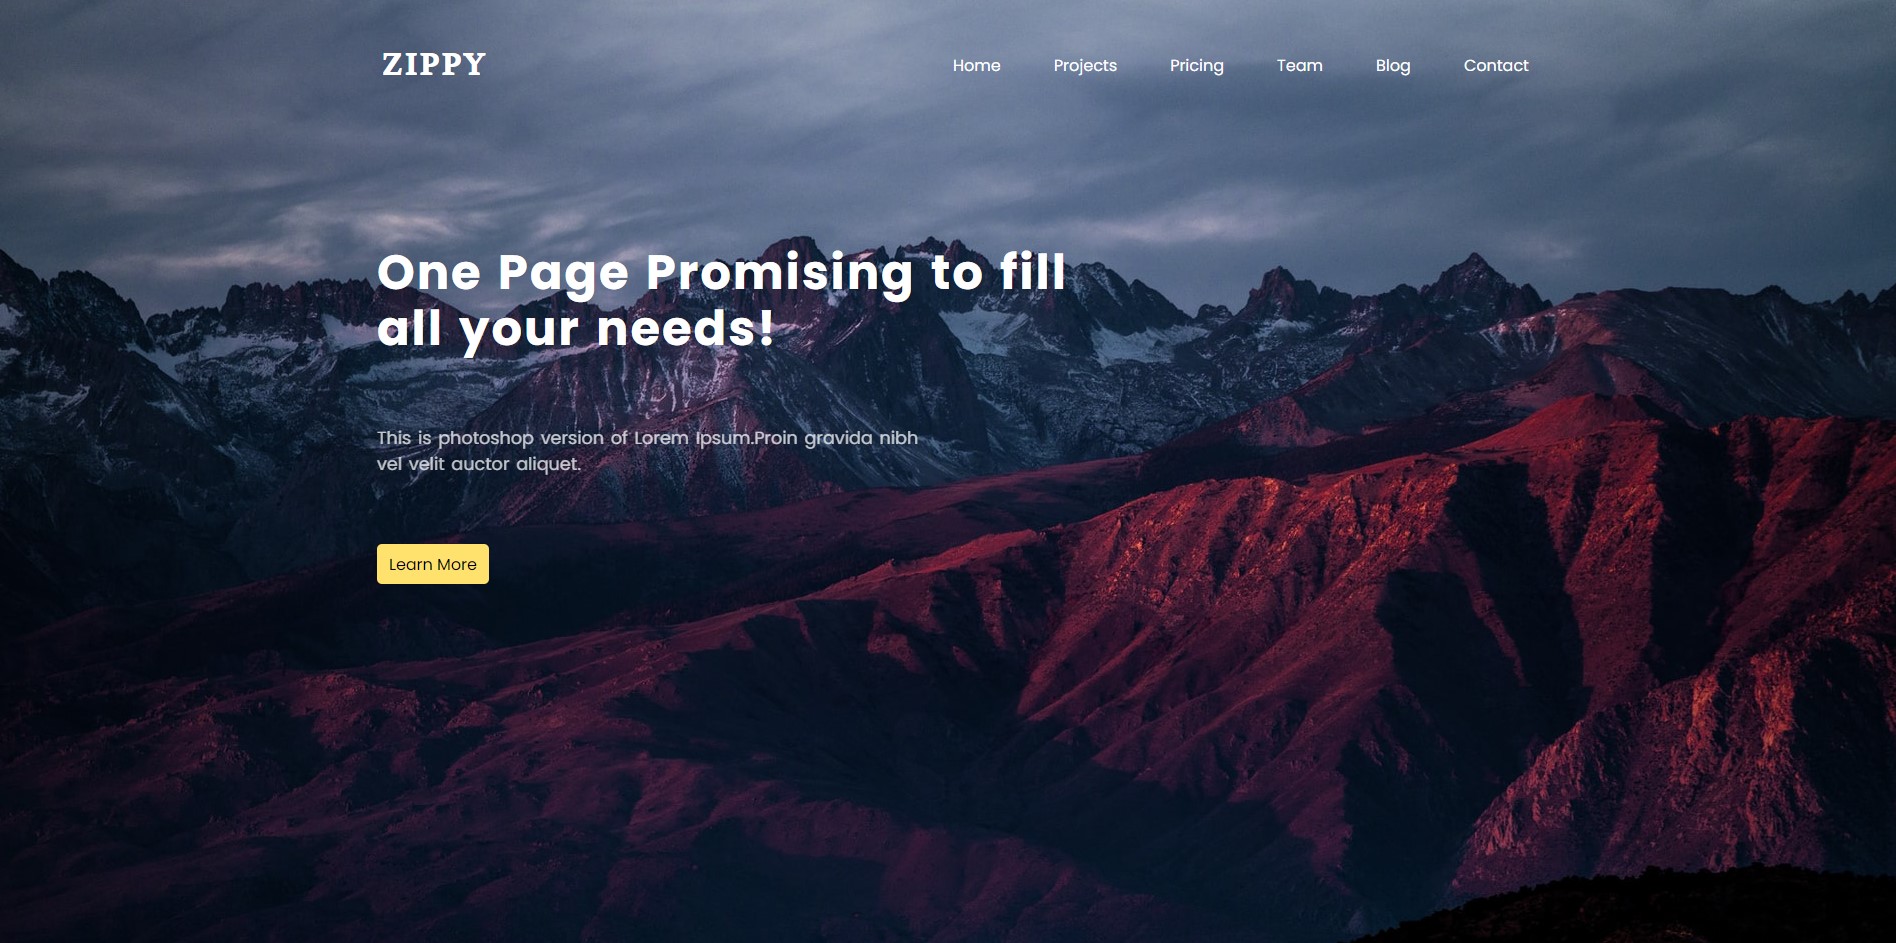 ZIPPY
Home Projects Pricing Team Blog Contact
One Page Promising to fill
all your needs!
This is photoshop version of Lorem Ipsum.Proin gravida nibh
vel velit auctor aliquet.
Learn More